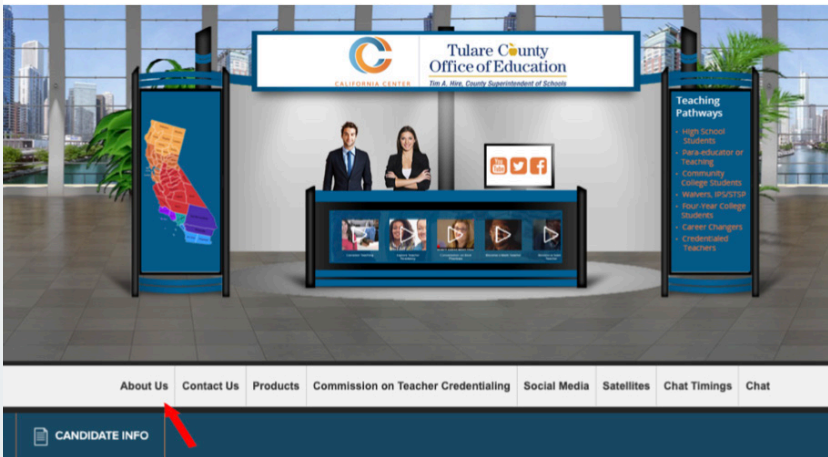 CALIFORNIA CENTER
Tulare County
Office of Education
Tim A. Hire, County Superintendent of Schools
Teaching
Pathways
High School
Students
Para-educator or
Teaching
Community
College Students
Waivers, IPS/STSP
Four-Year College
Students
Career Changers
Credentialed
Teachers
You
Tube
About Us
Contact Us
Products
Commission on Teacher Credentialing
Social Media
Satellites
Chat Timings
Chat
CANDIDATE INFO